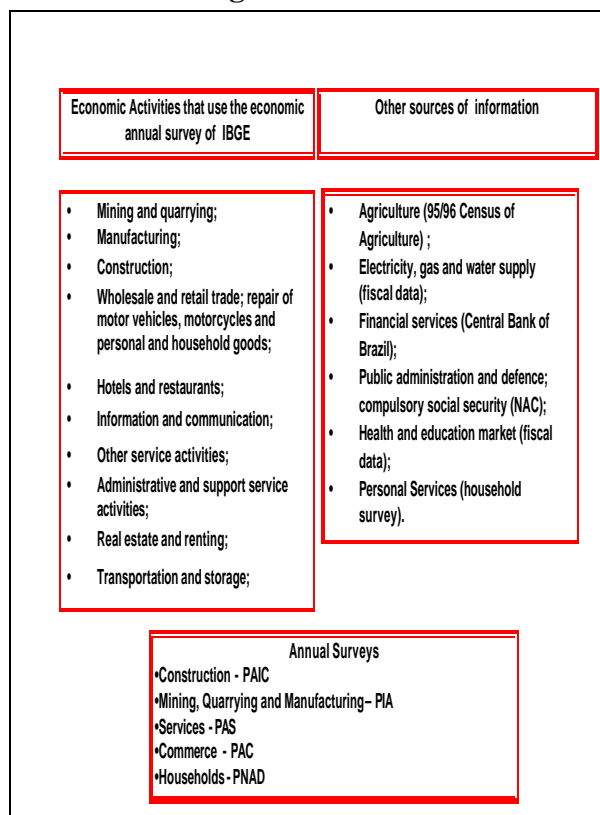 Economic Activities that use the economic
annual survey of IBGE
Other sources of information
• Mining and quarrying;
• Manufacturing;
• Construction;
• Wholesale and retail trade; repair of
motor vehicles, motorcycles and
personal and household goods;
• Hotels and restaurants;
• Information and communication;
• Other service activities;
• Administrative and support service
activities;
• Real estate and renting;
• Transportation and storage;
• Agriculture (95/96 Census of
Agriculture) ;
• Electricity, gas and water supply
(fiscal data);
• Financial services (Central Bank of
Brazil);
• Public administration and defence;
compulsory social security (NAC);
• Health and education market (fiscal
data);
• Personal Services (household
survey).
Annual Surveys
•Construction - PAIC
•Mining, Quarrying and Manufacturing– PIA
•Services - PAS
•Commerce - PAC
•Households - PNAD